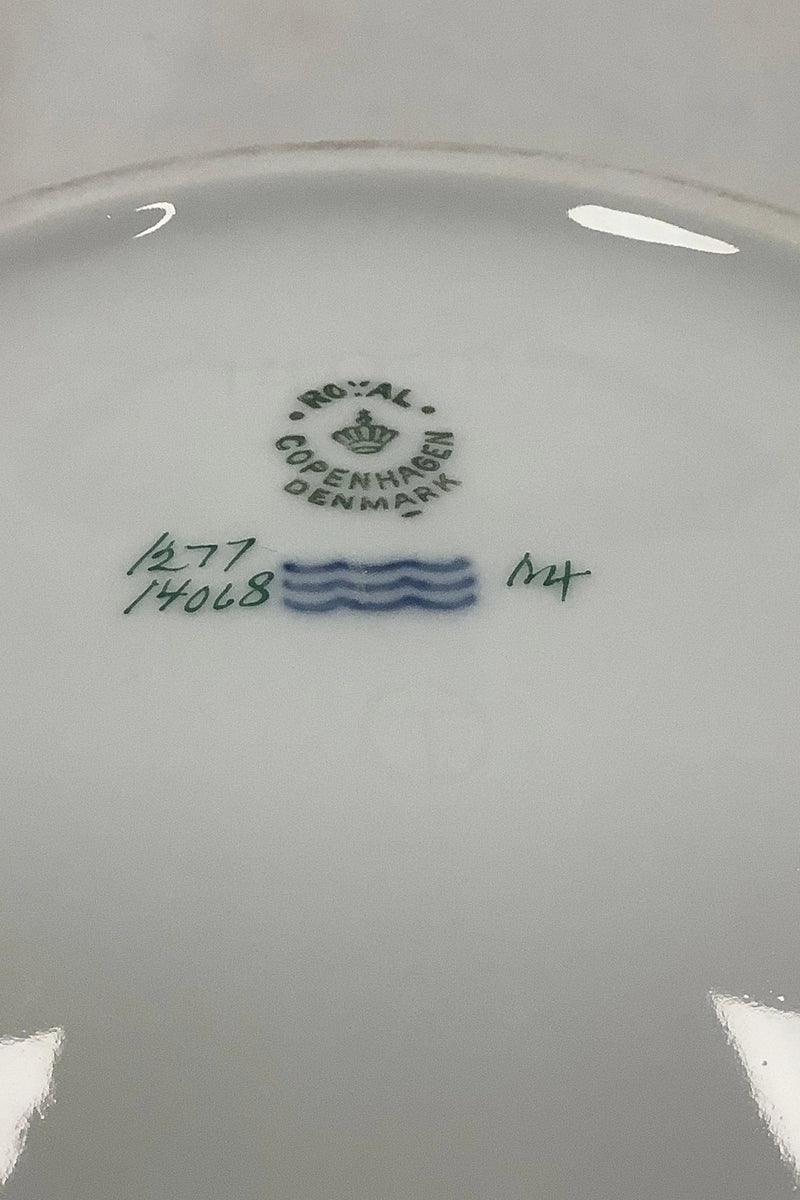 ROYAL
COPENHAGEN
DENMARK
1277
14068